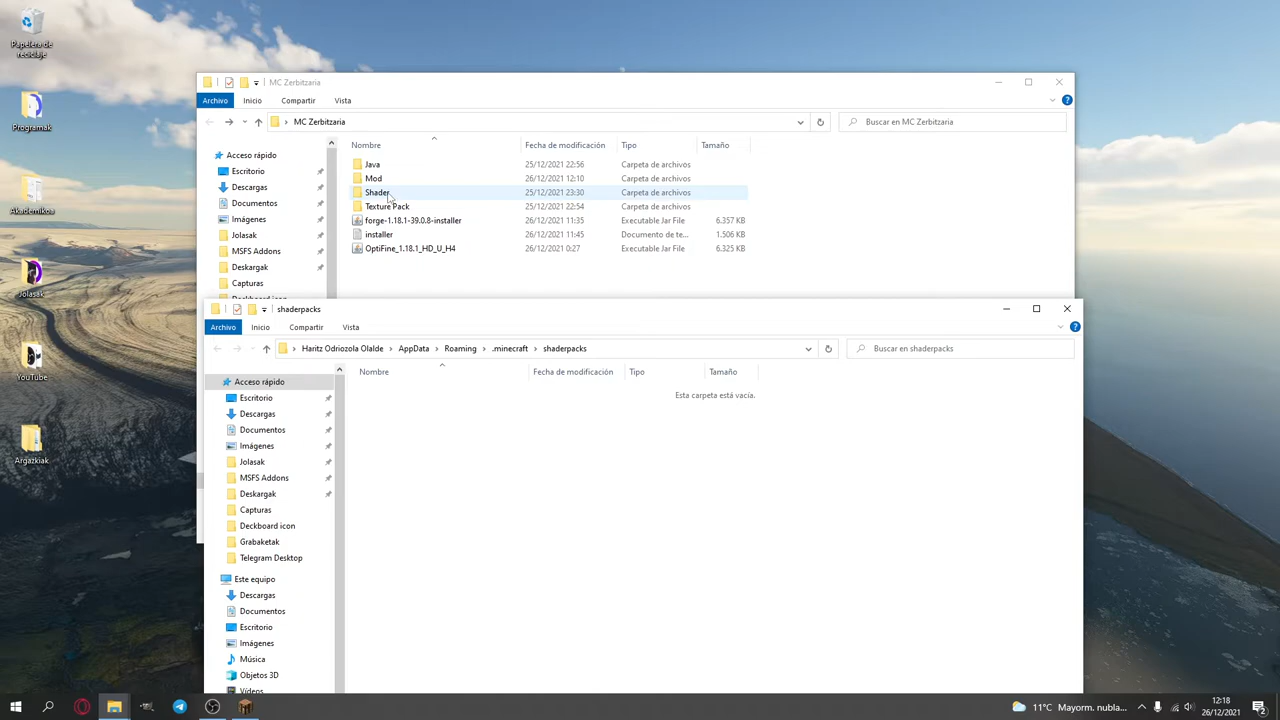 Papelera de
reciclaje
Programak
Akademikoa
Jolasak
YouTube
Argazkiak
MC Zerbitzaria
Archivo Inicio Compartir Vista
MC Zerbitzaria
Buscar en MC Zerbitzaria
Nombre Fecha de modificación Tipo Tamaño
Acceso rápido
Escritorio
Descargas
Documentos
Imágenes
Jolasak
MSFS Addons
Deskargak
Capturas
Java 25/12/2021 22:56 Carpeta de archivos
Mod 26/12/2021 12:10 Carpeta de archivos
Shader 25/12/2021 23:30 Carpeta de archivos
Texture Pack 25/12/2021 22:54 Carpeta de archivos
forge-1.18.1-39.0.8-installer 26/12/2021 11:35 Executable Jar File 6.357 KB
installer 26/12/2021 11:45 Documento de te... 1.506 KB
OptiFine_1.18.1_HD_U_H4 26/12/2021 0:27 Executable Jar File 6.325 KB
shaderpacks
Archivo Inicio Compartir Vista
Haritz Odriozola Olalde › AppData › Roaming › .minecraft › shaderpacks
Buscar en shaderpacks
Nombre Fecha de modificación Tipo Tamaño
Esta carpeta está vacía.
Acceso rápido
Escritorio
Descargas
Documentos
Imágenes
Jolasak
MSFS Addons
Deskargak
Capturas
Deckboard icon
Grabaketak
Telegram Desktop
Este equipo
Descargas
Documentos
Escritorio
Imágenes
Música
Objetos 3D
Vídeos
11°C Mayorm. nubla...
12:18
26/12/2021
2